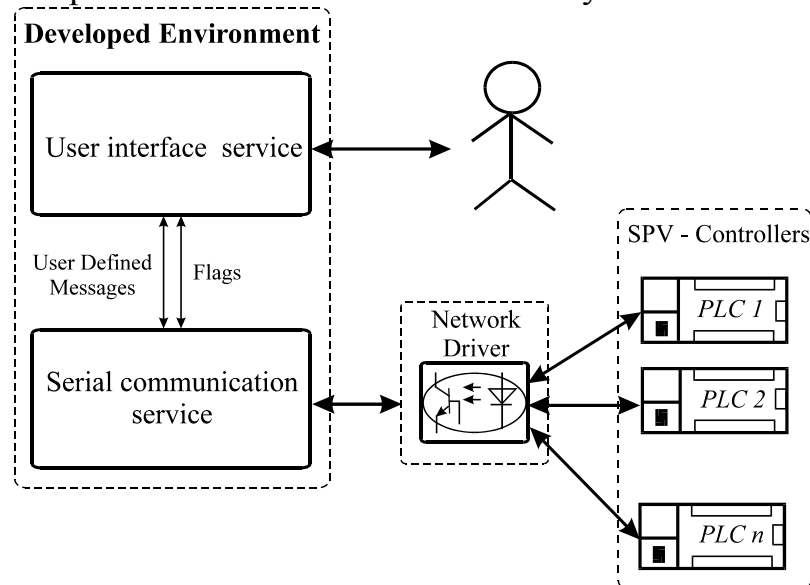 Developed Environment
User interface service
User Defined
Messages
Flags
Serial communication
service
Network
Driver
SPV - Controllers
PLC 1
PLC 2
PLC n